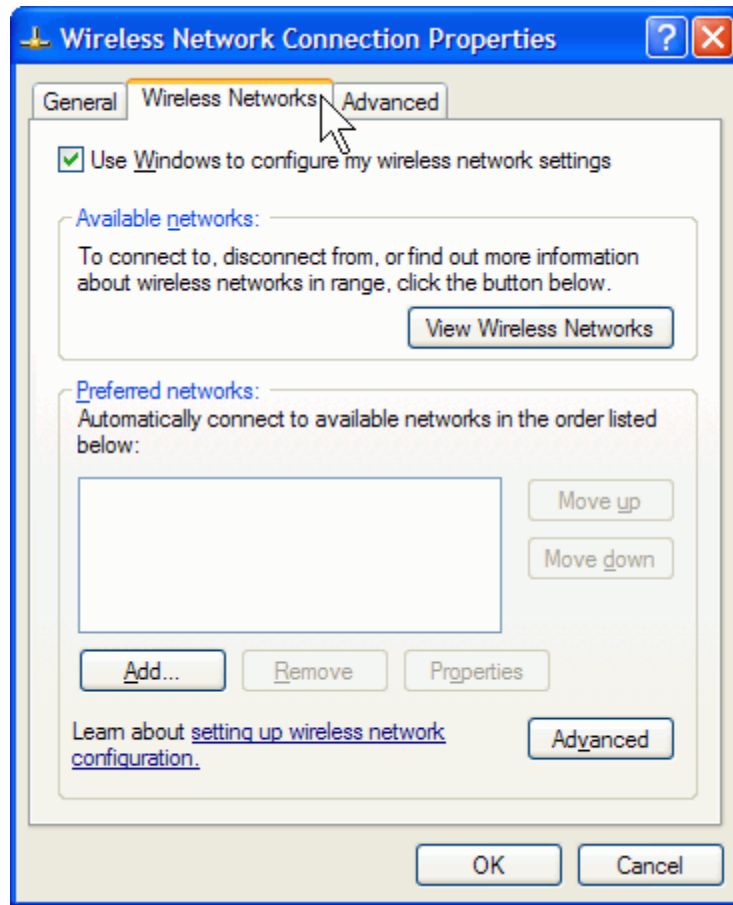 Wireless Network Connection Properties
General Wireless Networks Advanced
Use Windows to configure my wireless network settings
Available networks:
To connect to, disconnect from, or find out more information
about wireless networks in range, click the button below.
View Wireless Networks
Preferred networks:
Automatically connect to available networks in the order listed
below:
Move up
Move down
Add... Remove Properties
Learn about setting up wireless network
configuration.
Advanced
OK Cancel